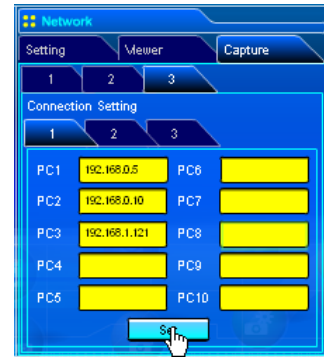 Network
Setting Viewer Capture
1 2 3
Connection Setting
1 2 3
PC1 192.168.0.5 PC6
PC2 192.168.0.10 PC7
PC3 192.168.1.121 PC8
PC4 PC9
PC5 PC10